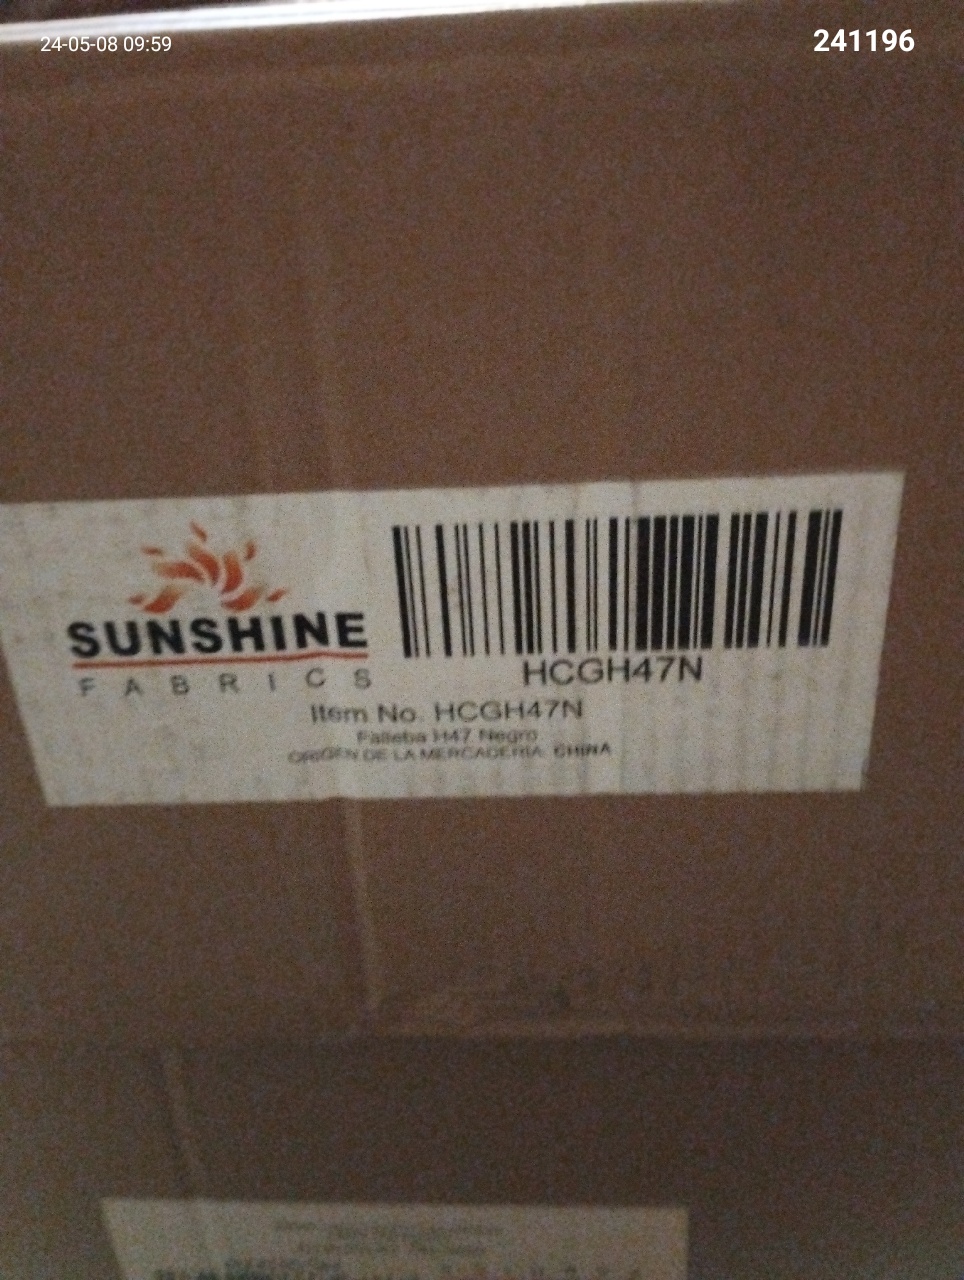 24-05-08 09:59
241196
SUNSHINE
FABRICS
HCGH47N
Item No. HCGH47N
Falleba H47 Negro
ORIGEN DE LA MERCADERIA: CHINA